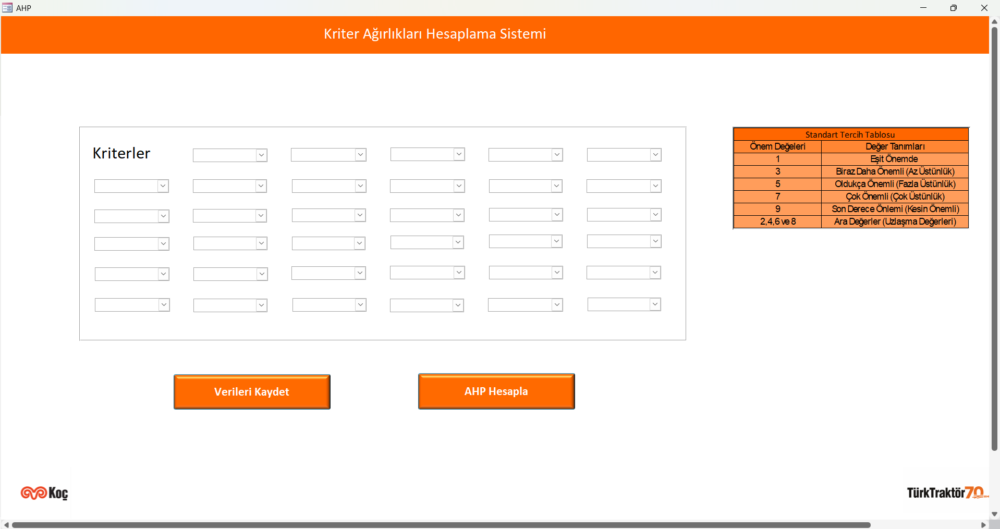 AHP
Kriter Ağırlıkları Hesaplama Sistemi
Kriterler
Standart Tercih Tablosu
Önem Değeleri Değer Tanımları
1 Eşit Önemde
3 Biraz Daha Önemli (Az Üstünlük)
5 Oldukça Önemli (Fazla Üstünlük)
7 Çok Önemli (Çok Üstünlük)
9 Son Derece Önlemi (Kesin Önemli)
2,4,6 ve 8 Ara Değerler (Uzlaşma Değerleri)
Verileri Kaydet
AHP Hesapla
Koç
TürkTraktör 70